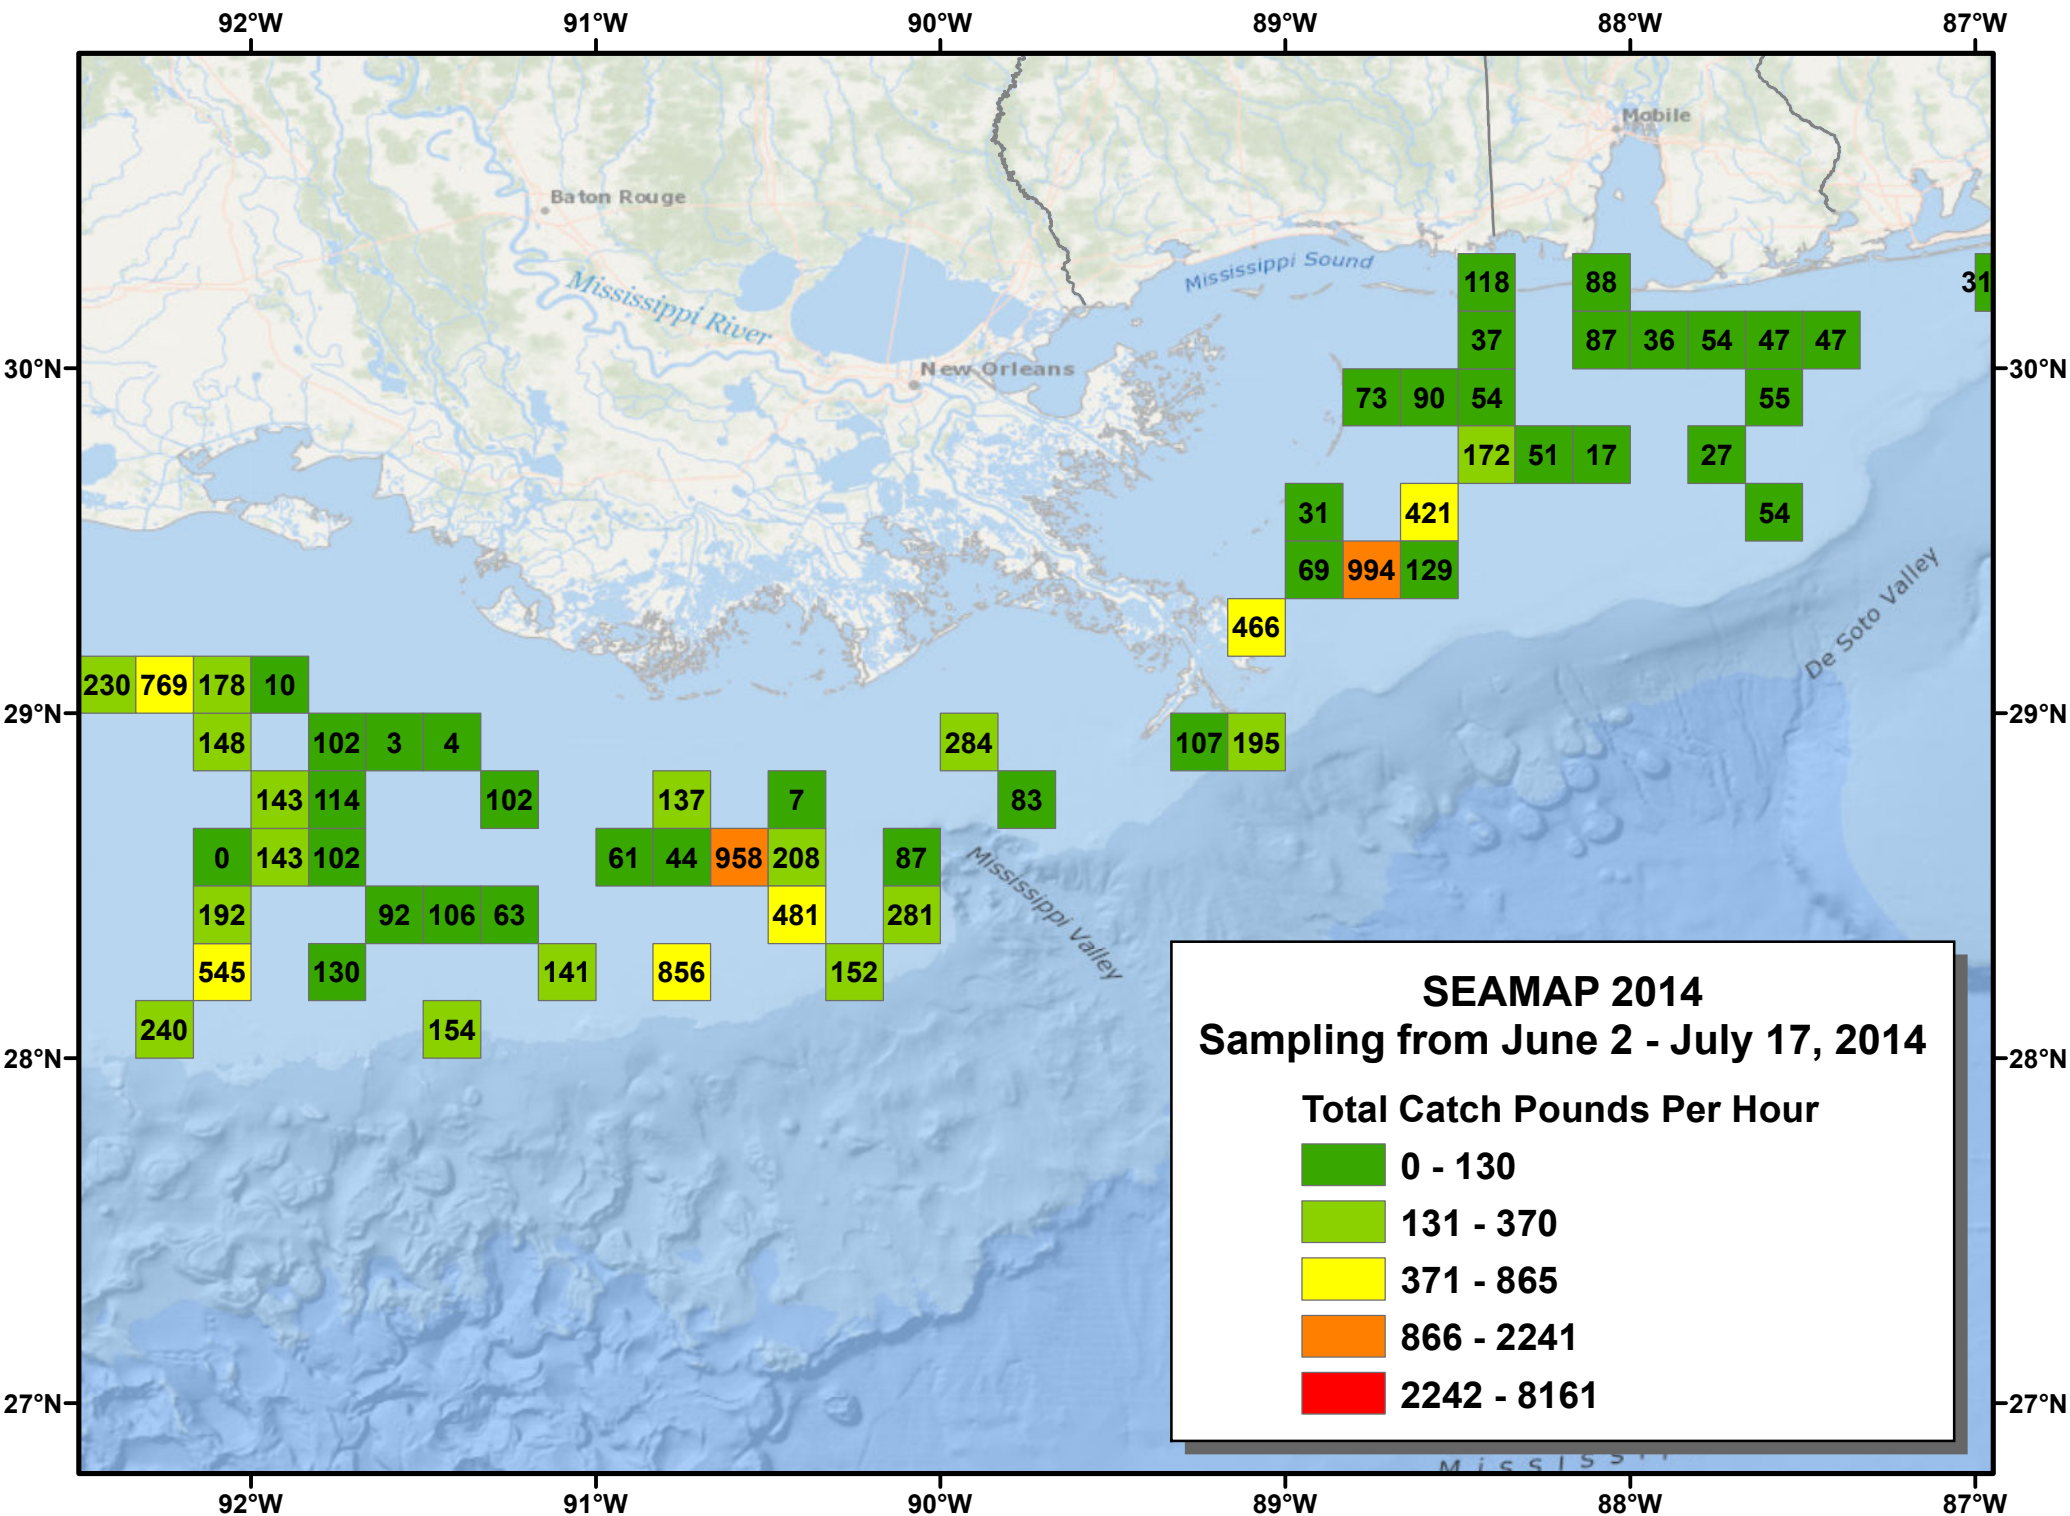 92°W 91°W 90°W 89°W 88°W 87°W
Mobile
Baton Rouge
Mississippi Sound
118 88 31
Mississippi River
37 87 36 54 47 47
30°N New Orleans 30°N
73 90 54 55
172 51 17 27
31 421 54
69 994 129
De Soto Valley
466
230 769 178 10
29°N 29°N
148 102 3 4 284 107 195
143 114 102 137 7 83
0 143 102 61 44 958 208 87
Mississippi Valley
192 92 106 63 481 281
545 130 141 856 152
240 154
28°N 28°N
SEAMAP 2014
Sampling from June 2 - July 17, 2014
Total Catch Pounds Per Hour
0 - 130
131 - 370
371 - 865
866 - 2241
2242 - 8161
27°N 27°N
92°W 91°W 90°W 89°W 88°W 87°W